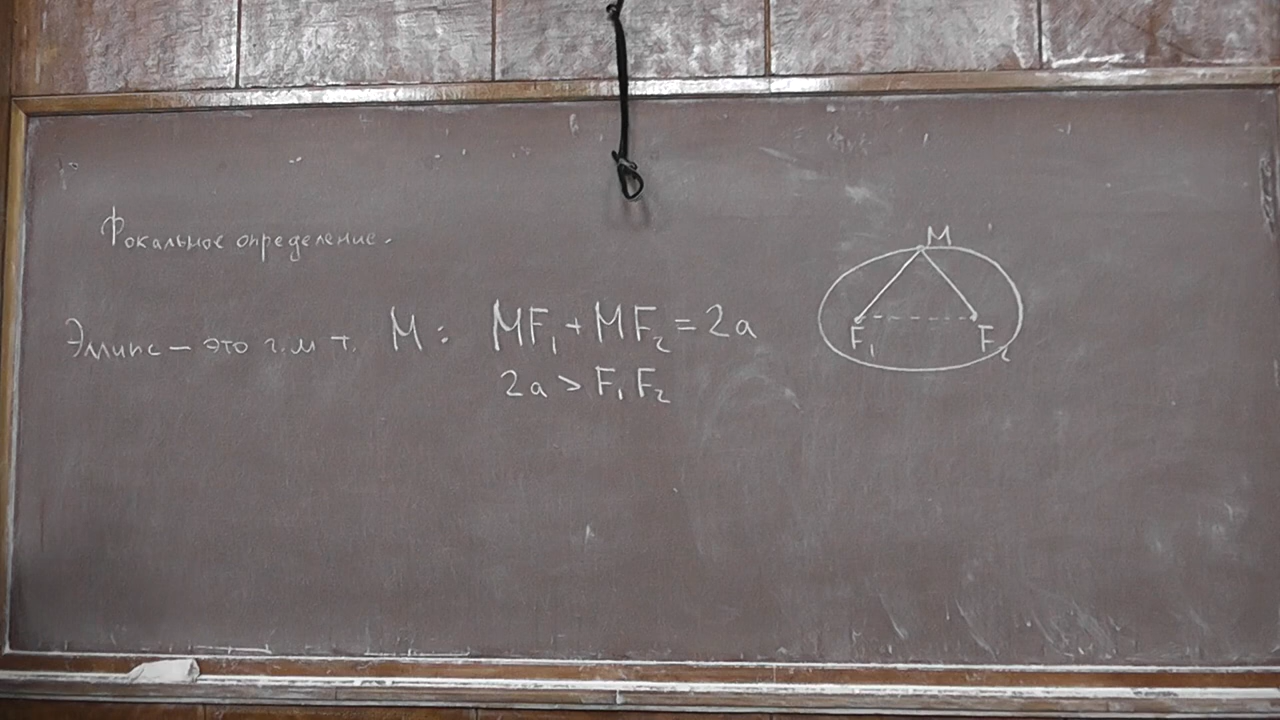 Фокальное определение.
Эллипс – это г.м т. M: MF₁ + MF₂ = 2a
2a > F₁F₂
M
F₁ F₂